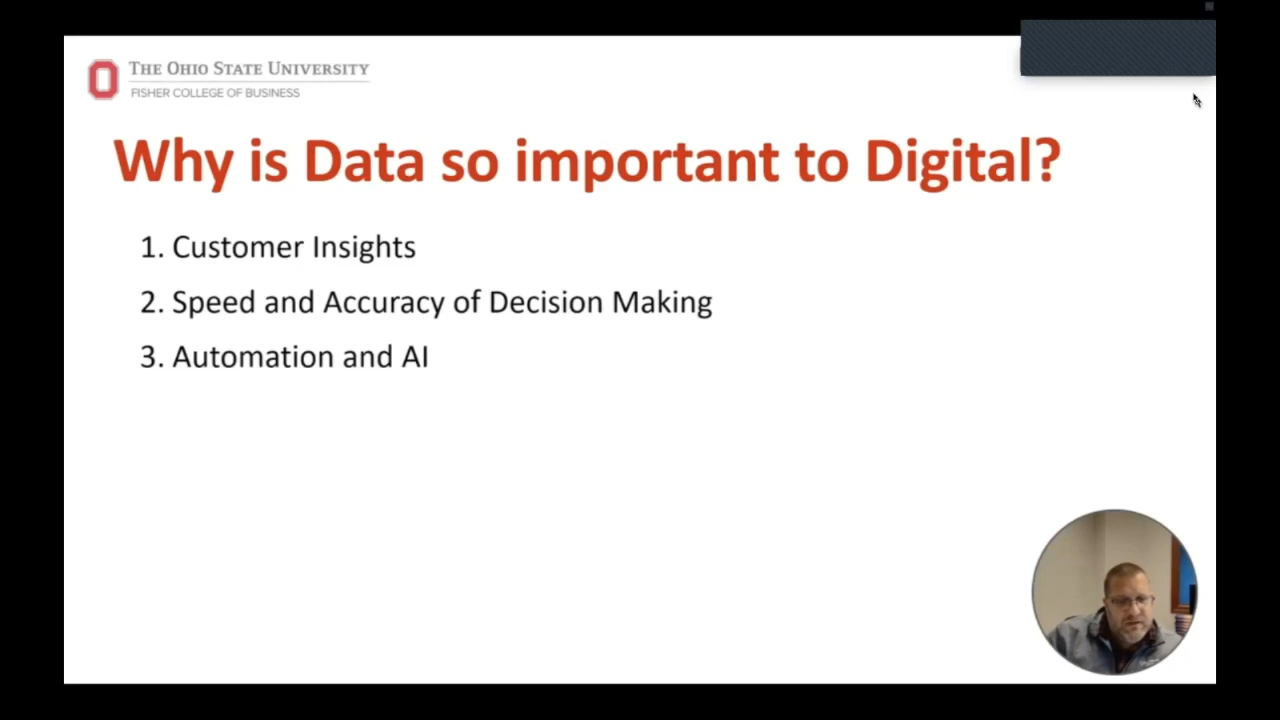 THE OHIO STATE UNIVERSITY
FISHER COLLEGE OF BUSINESS
Why is Data so important to Digital?
1. Customer Insights
2. Speed and Accuracy of Decision Making
3. Automation and AI